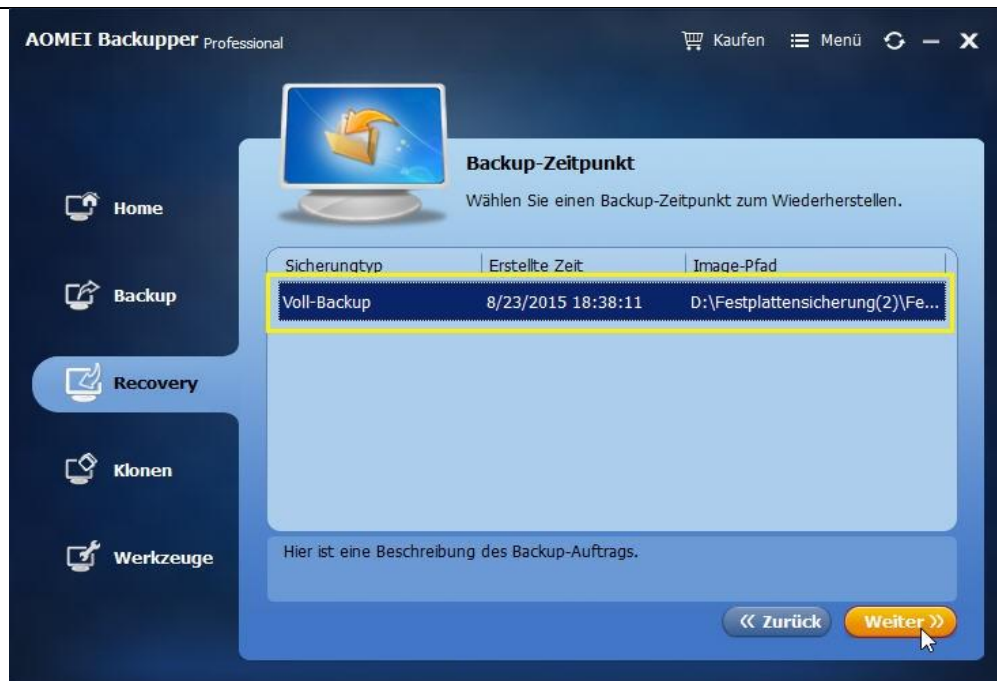 AOMEI Backupper Professional
Kaufen Menü
Backup-Zeitpunkt
Wählen Sie einen Backup-Zeitpunkt zum Wiederherstellen.
Home
Backup
Recovery
Klonen
Werkzeuge
Sicherungtyp Erstellte Zeit Image-Pfad
Voll-Backup 8/23/2015 18:38:11 D:\Festplattensicherung(2)\Fe...
Hier ist eine Beschreibung des Backup-Auftrags.
Zurück Weiter